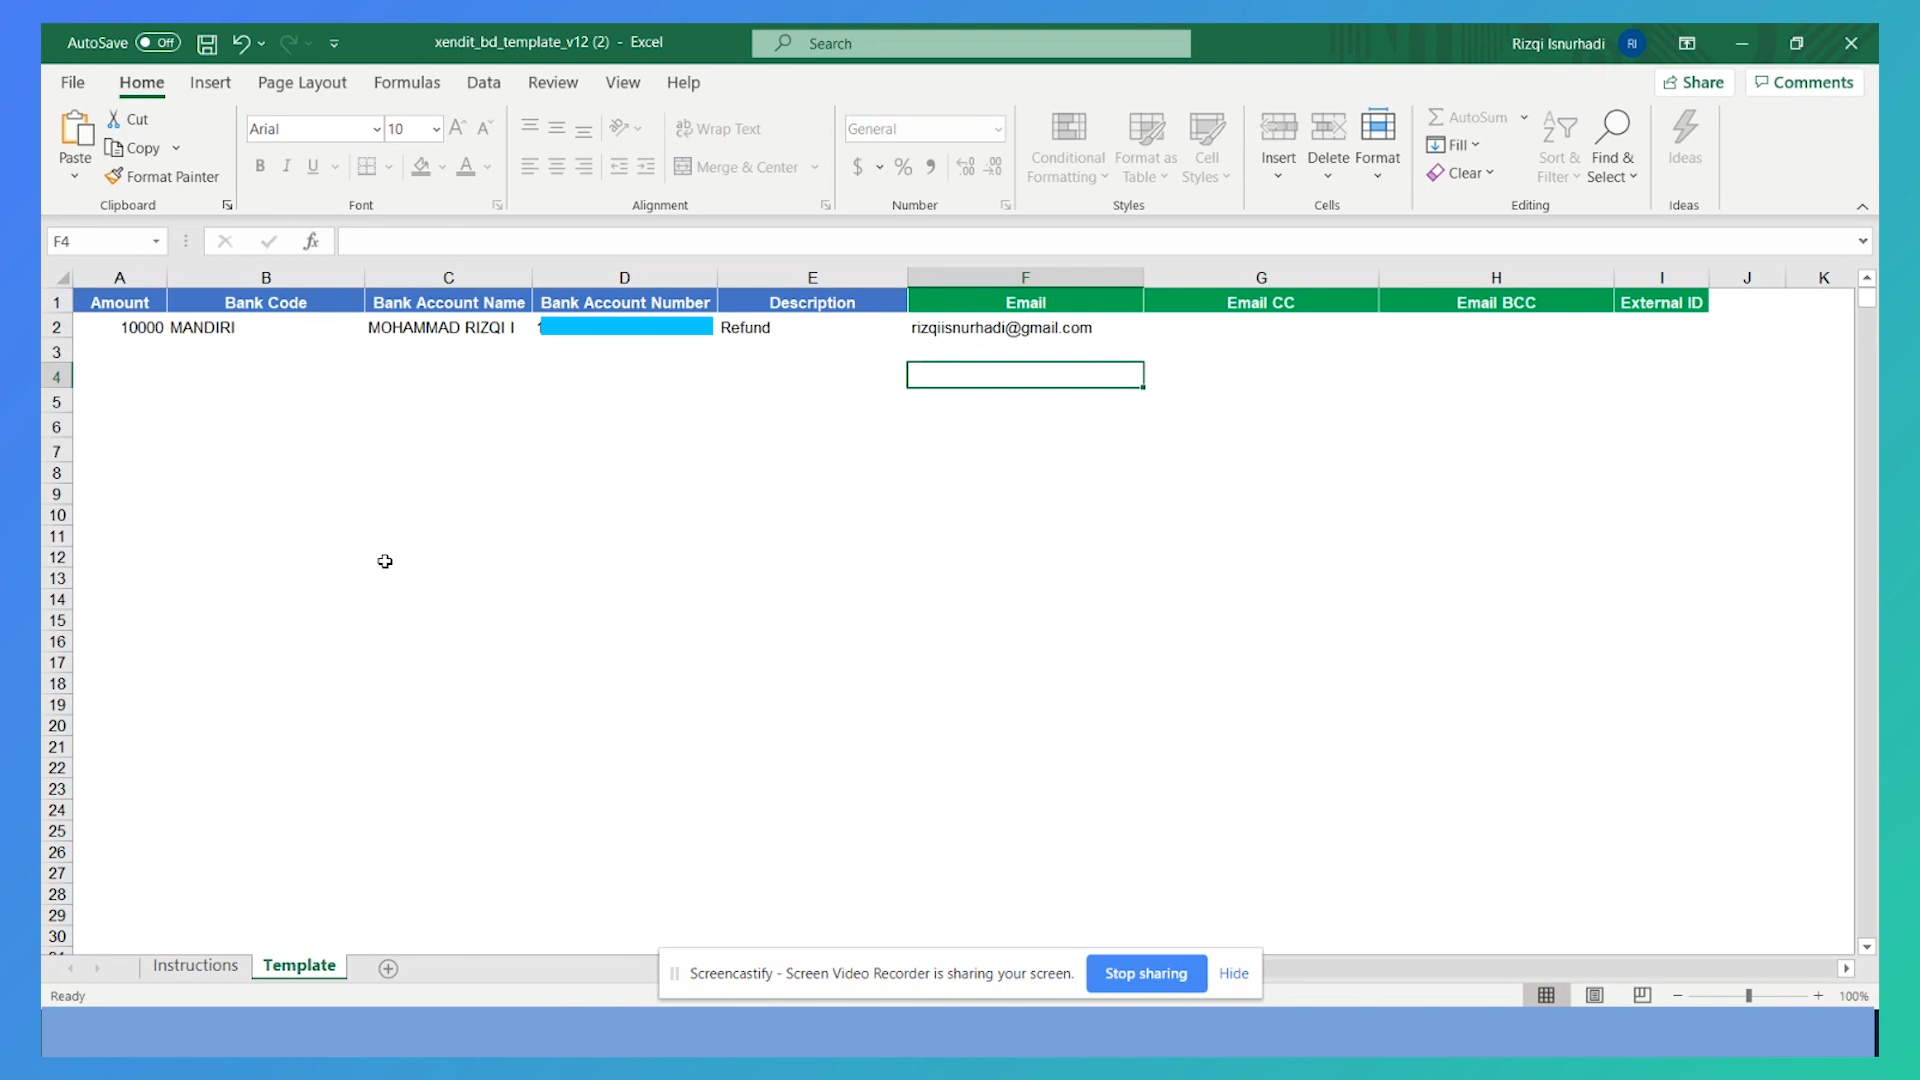 AutoSave Off xendit_bd_template_v12 (2) - Excel Search Rizqi Isnurhadi RI
File Home Insert Page Layout Formulas Data Review View Help Share Comments
Paste Cut Copy Format Painter
Clipboard
Arial 10
B I U A
Font
Wrap Text
Merge & Center
Alignment
General
$ % 9
Number
Conditional Formatting Format as Table Cell Styles
Styles
Insert Delete Format
Cells
AutoSum
Fill
Clear
Sort & Filter Find & Select
Editing
Ideas
Ideas
F4 fx
A B C D E F G H I J K
1 Amount Bank Code Bank Account Name Bank Account Number Description Email Email CC Email BCC External ID
2 10000 MANDIRI MOHAMMAD RIZQI I Refund rizqiisnurhadi@gmail.com
3
4
5
6
7
8
9
10
11
12
13
14
15
16
17
18
19
20
21
22
23
24
25
26
27
28
29
30
Instructions Template
Screencastify - Screen Video Recorder is sharing your screen. Stop sharing Hide
Ready 100%